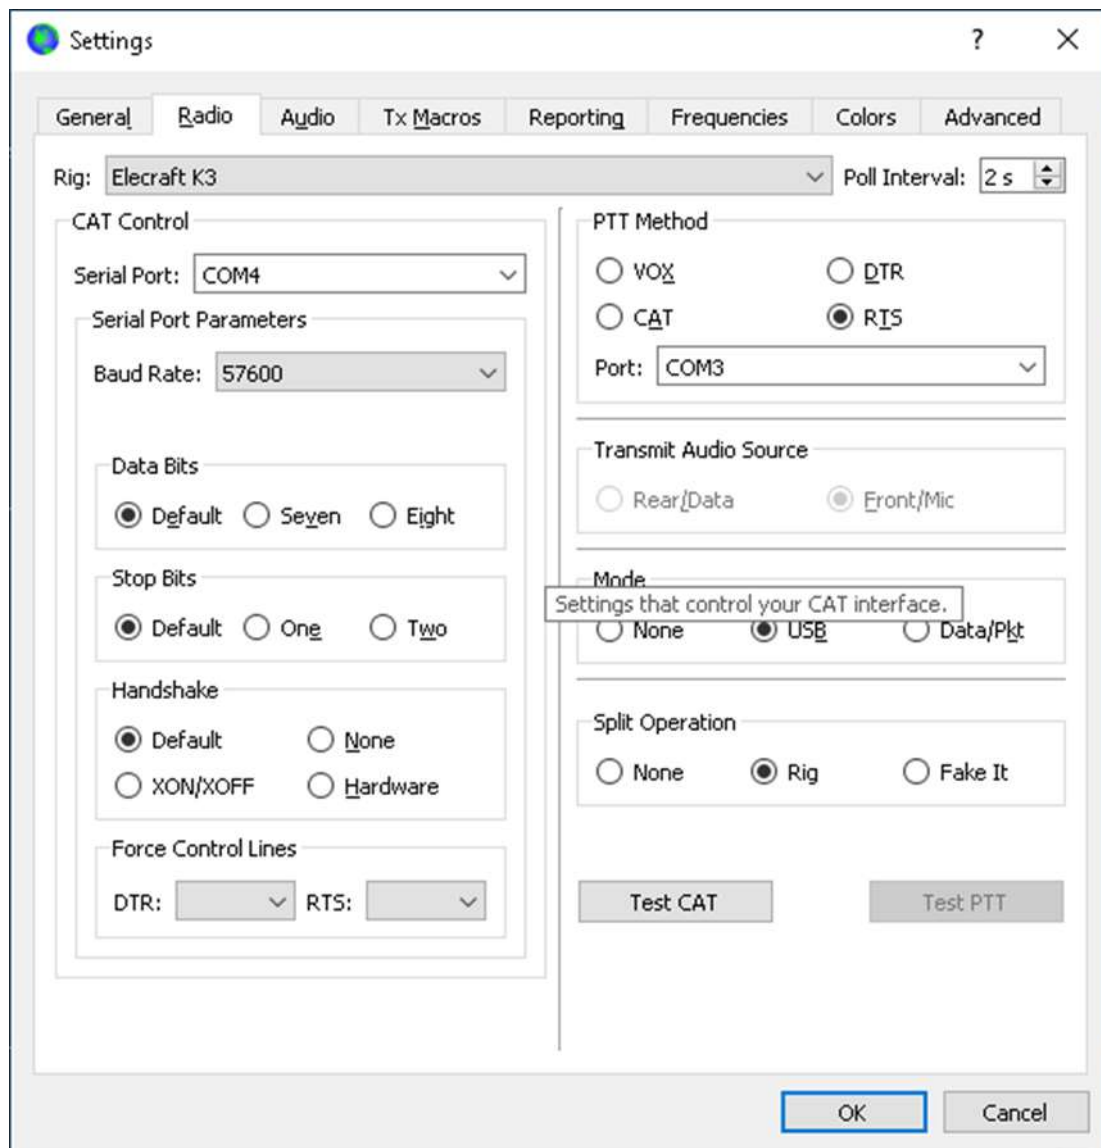 Settings
?
General Radio Audio Tx Macros Reporting Frequencies Colors Advanced
Rig: Elecraft K3 Poll Interval: 2 s
CAT Control
Serial Port: COM4
Serial Port Parameters
Baud Rate: 57600
Data Bits
Default Seven Eight
Stop Bits
Default One Two
Handshake
Default None
XON/XOFF Hardware
Force Control Lines
DTR: RTS:
PTT Method
VOX DTR
CAT RTS
Port: COM3
Transmit Audio Source
Rear/Data Front/Mic
Mode
Settings that control your CAT interface.
None USB Data/Pkt
Split Operation
None Rig Fake It
Test CAT Test PTT
OK Cancel